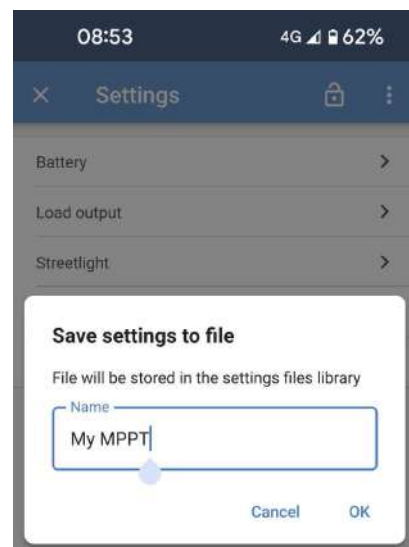 08:53 4G 62%
Settings
Battery
Load output
Streetlight
Save settings to file
File will be stored in the settings files library
Name
My MPPT
Cancel OK